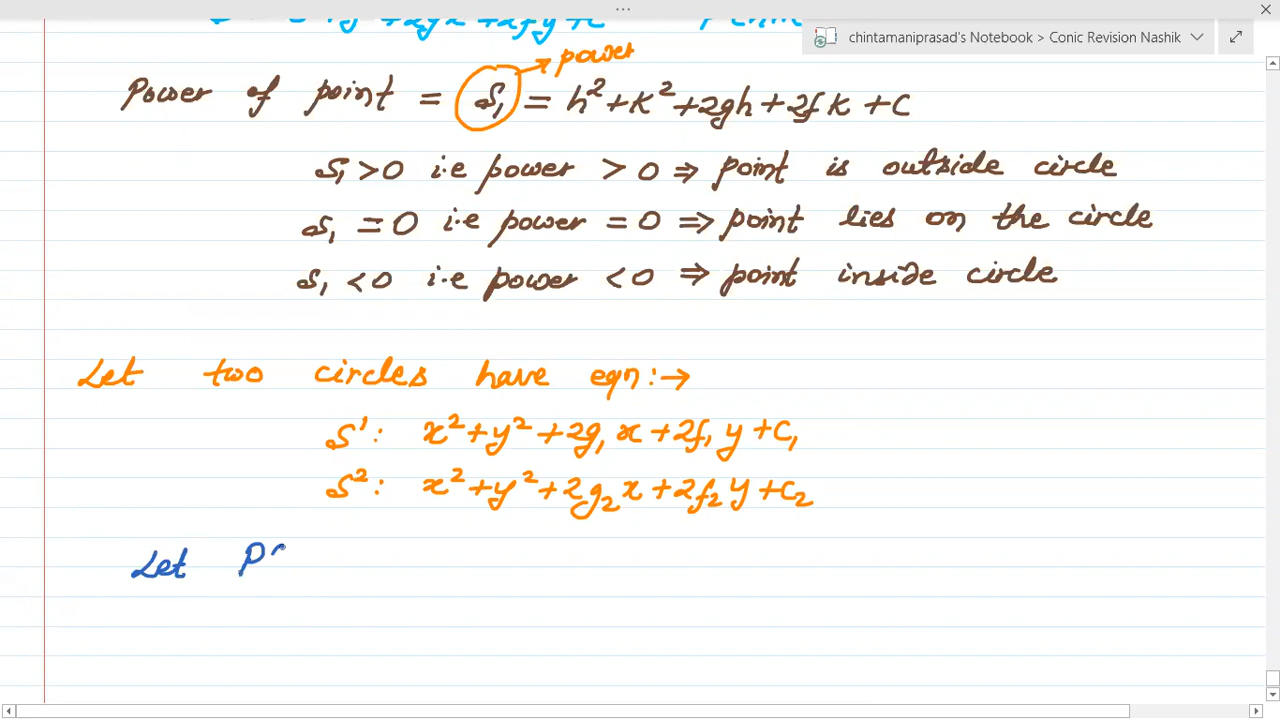 chintamaniprasad's Notebook > Conic Revision Nashik
power
Power of point = S₁ = h²+K²+2gh+2fK+C
S₁ >0 i.e power >0 ⇒ point is outside circle
S₁ =0 i.e power =0 ⇒ point lies on the circle
S₁ <0 i.e power <0 ⇒ point inside circle
Let two circles have eqn:→
S¹: x²+y²+2g₁x+2f₁y+C₁
S²: x²+y²+2g₂x+2f₂y+C₂
Let